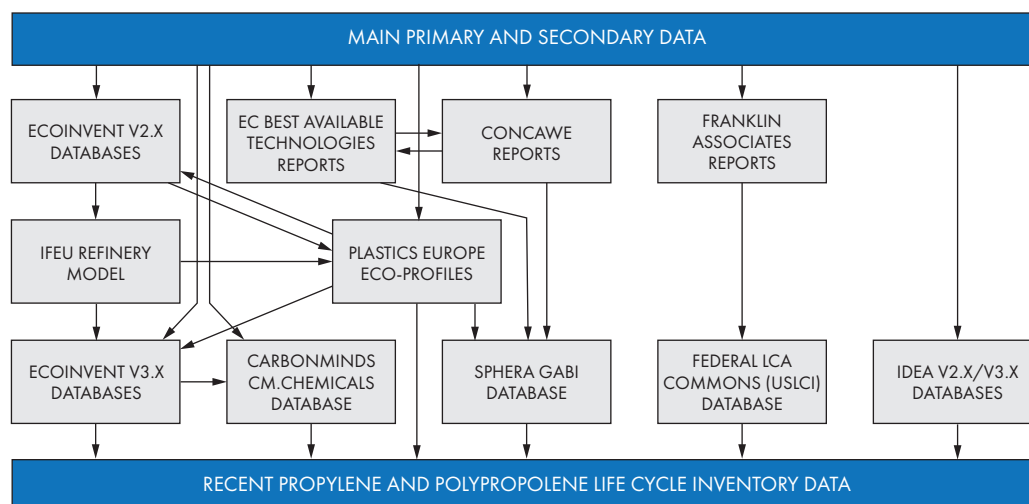 MAIN PRIMARY AND SECONDARY DATA
ECOINVENT V2.X
DATABASES
EC BEST AVAILABLE
TECHNOLOGIES
REPORTS
CONCAWE
REPORTS
FRANKLIN
ASSOCIATES
REPORTS
IFEU REFINERY
MODEL
PLASTICS EUROPE
ECO-PROFILES
ECOINVENT V3.X
DATABASES
CARBONMINDS
CM.CHEMICALS
DATABASE
SPHERA GABI
DATABASE
FEDERAL LCA
COMMONS (USLCI)
DATABASE
IDEA V2.X/V3.X
DATABASES
RECENT PROPYLENE AND POLYPROPOLENE LIFE CYCLE INVENTORY DATA